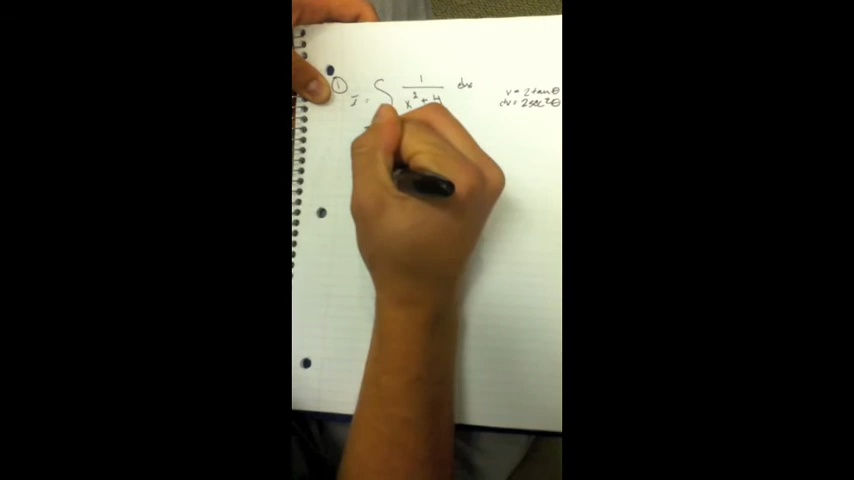 ①
I = ∫ 1/(x² + 4) dx
x = 2tanθ
dx = 2sec²θ